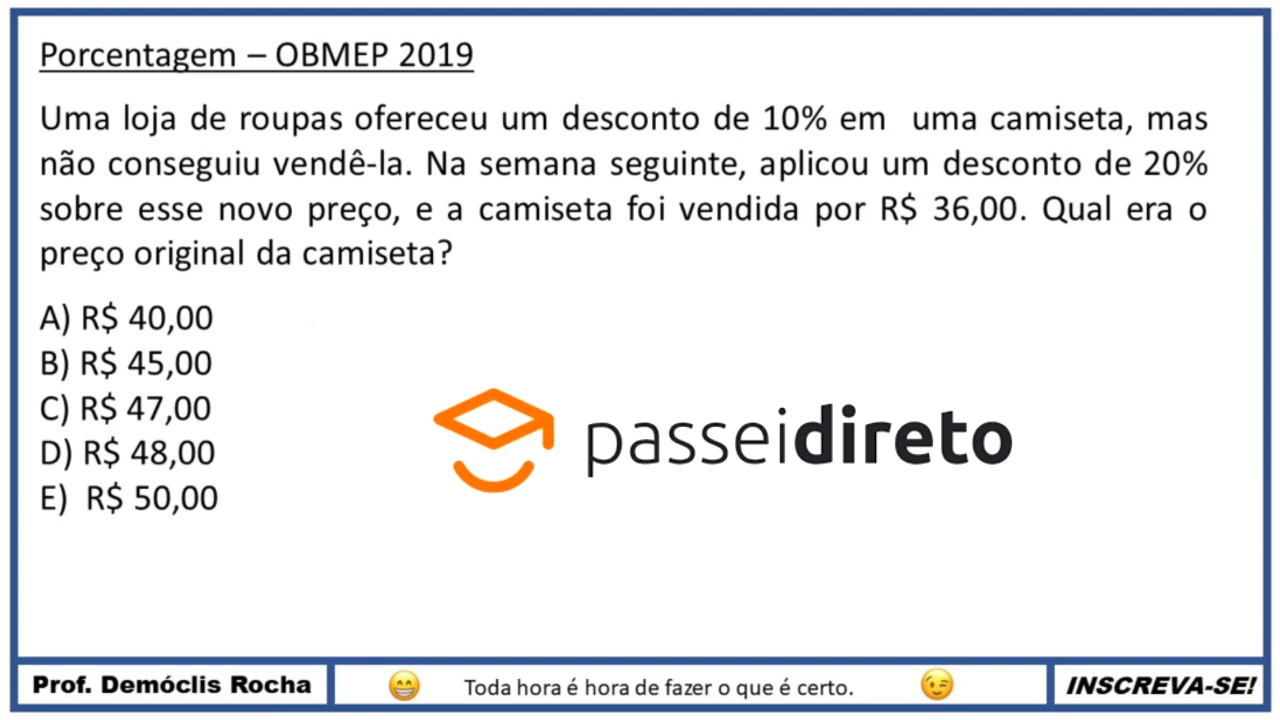 Porcentagem – OBMEP 2019
Uma loja de roupas ofereceu um desconto de 10% em uma camiseta, mas
não conseguiu vendê-la. Na semana seguinte, aplicou um desconto de 20%
sobre esse novo preço, e a camiseta foi vendida por R$ 36,00. Qual era o
preço original da camiseta?
A) R$ 40,00
B) R$ 45,00
C) R$ 47,00
D) R$ 48,00
E) R$ 50,00
passeidireto
Prof. Demóclis Rocha
Toda hora é hora de fazer o que é certo.
INSCREVA-SE!